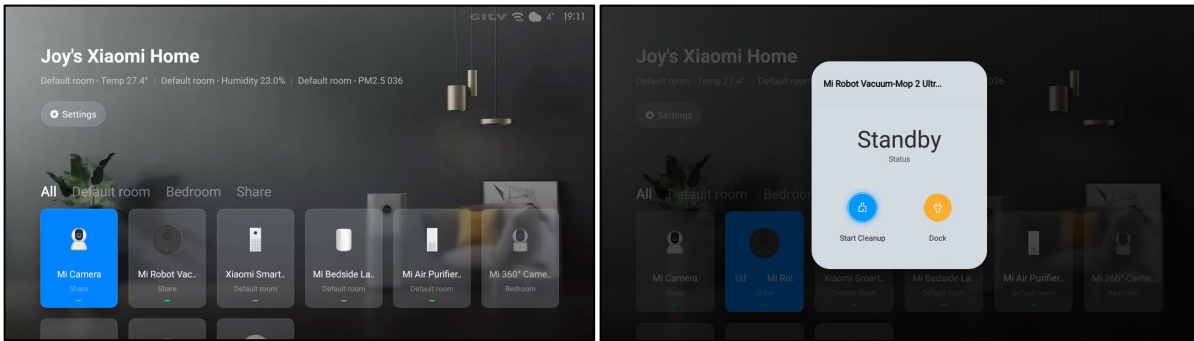 GITV 4° 19:11
Joy's Xiaomi Home
Default room - Temp 27.4° | Default room - Humidity 23.0% | Default room - PM2.5 036
Settings
All Default room Bedroom Share
Mi Camera Mi Robot Vac.. Xiaomi Smart.. Mi Bedside La.. Mi Air Purifier.. Mi 360° Came..
Share Share Default room Default room Default room Bedroom
Joy's Xiaomi Home
Default room - Temp 27.4° | Default room 036
Settings
Mi Robot Vacuum-Mop 2 Ultr...
Standby
Status
Start Cleanup Dock
All Default room Bedroom
Mi Camera EU Mi Rob Xiaomi Smart.. Mi Bedside La.. Mi Air Purifier.. Mi 360° Came..
Share Share Default room Default room Default room Bedroom